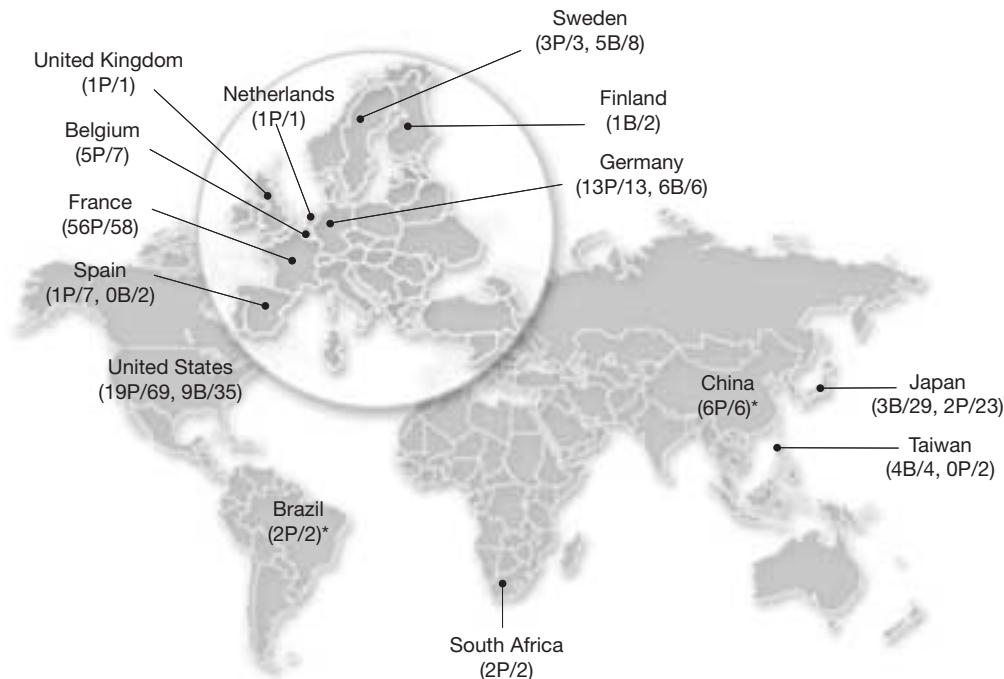 Sweden
(3P/3, 5B/8)
United Kingdom
(1P/1)
Netherlands
(1P/1)
Finland
(1B/2)
Belgium
(5P/7)
Germany
(13P/13, 6B/6)
France
(56P/58)
Spain
(1P/7, 0B/2)
United States
(19P/69, 9B/35)
China
(6P/6)*
Japan
(3B/29, 2P/23)
Taiwan
(4B/4, 0P/2)
Brazil
(2P/2)*
South Africa
(2P/2)